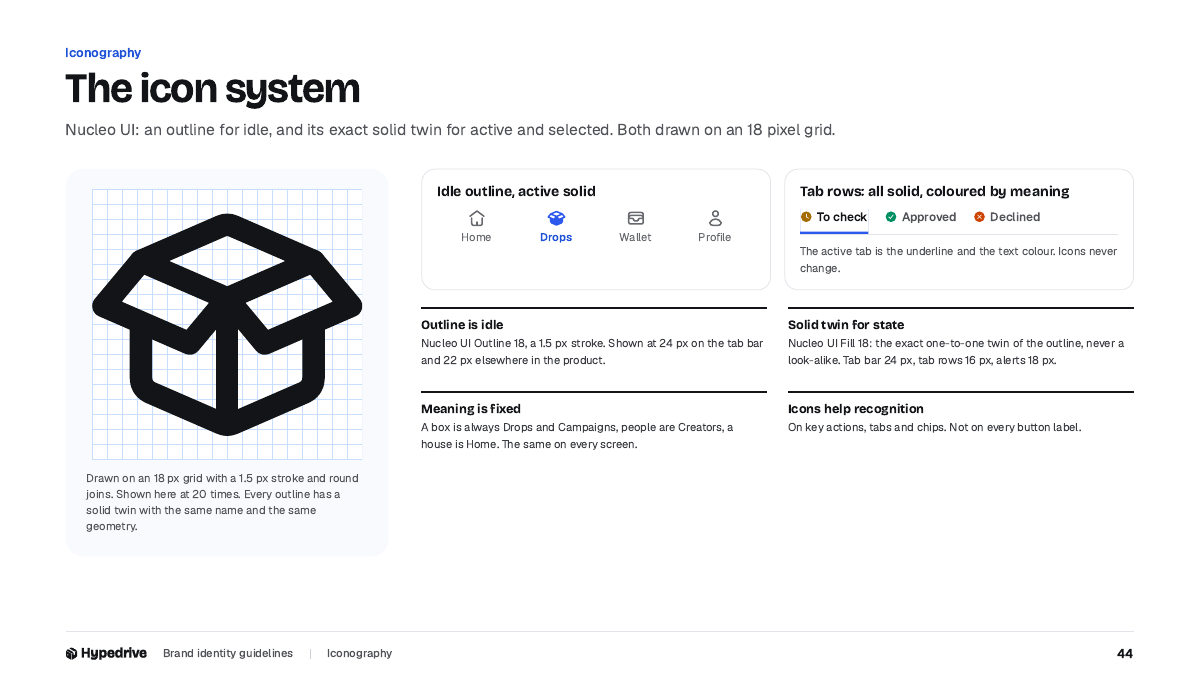 Iconography
The icon system
Nucleo UI: an outline for idle, and its exact solid twin for active and selected. Both drawn on an 18 pixel grid.
Drawn on an 18 px grid with a 1.5 px stroke and round
joins. Shown here at 20 times. Every outline has a
solid twin with the same name and the same
geometry.
Idle outline, active solid
Home
Drops
Wallet
Profile
Tab rows: all solid, coloured by meaning
To check
Approved
Declined
The active tab is the underline and the text colour. Icons never
change.
Outline is idle
Nucleo UI Outline 18, a 1.5 px stroke. Shown at 24 px on the tab bar
and 22 px elsewhere in the product.
Solid twin for state
Nucleo UI Fill 18: the exact one-to-one twin of the outline, never a
look-alike. Tab bar 24 px, tab rows 16 px, alerts 18 px.
Meaning is fixed
A box is always Drops and Campaigns, people are Creators, a
house is Home. The same on every screen.
Icons help recognition
On key actions, tabs and chips. Not on every button label.
Hypedrive
Brand identity guidelines
Iconography
44